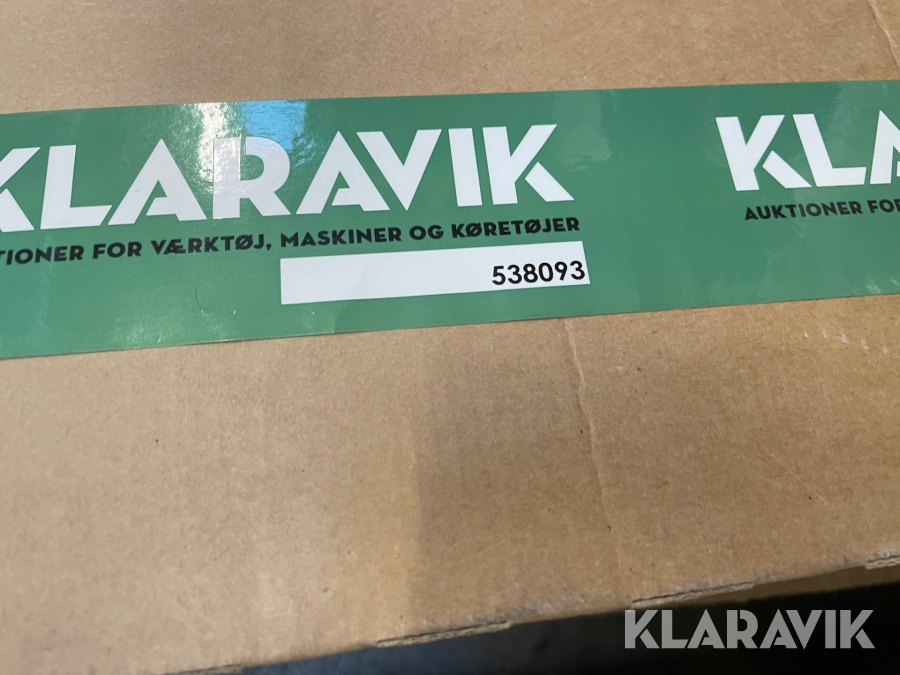 KLARAVIK
TIONER FOR VÆRKTØJ, MASKINER OG KØRETØJER
538093
KLA
AUKTIONER FOR
KLARAVIK